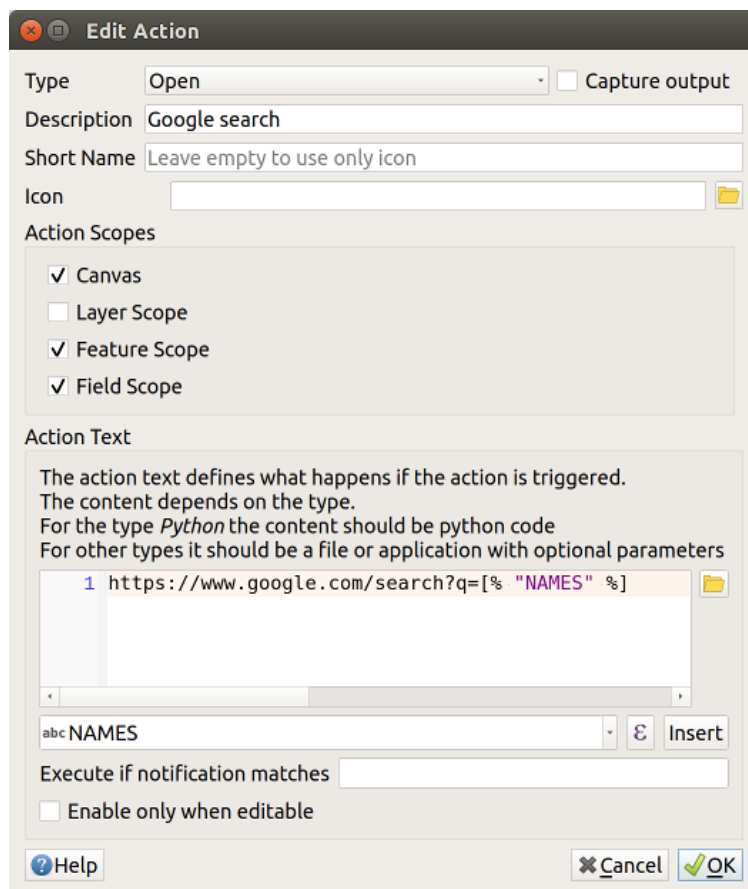 Edit Action
Type Open Capture output
Description Google search
Short Name Leave empty to use only icon
Icon
Action Scopes
Canvas
Layer Scope
Feature Scope
Field Scope
Action Text
The action text defines what happens if the action is triggered.
The content depends on the type.
For the type Python the content should be python code
For other types it should be a file or application with optional parameters
1 https://www.google.com/search?q=[% "NAMES" %]
abc NAMES ε Insert
Execute if notification matches
Enable only when editable
?Help Cancel OK